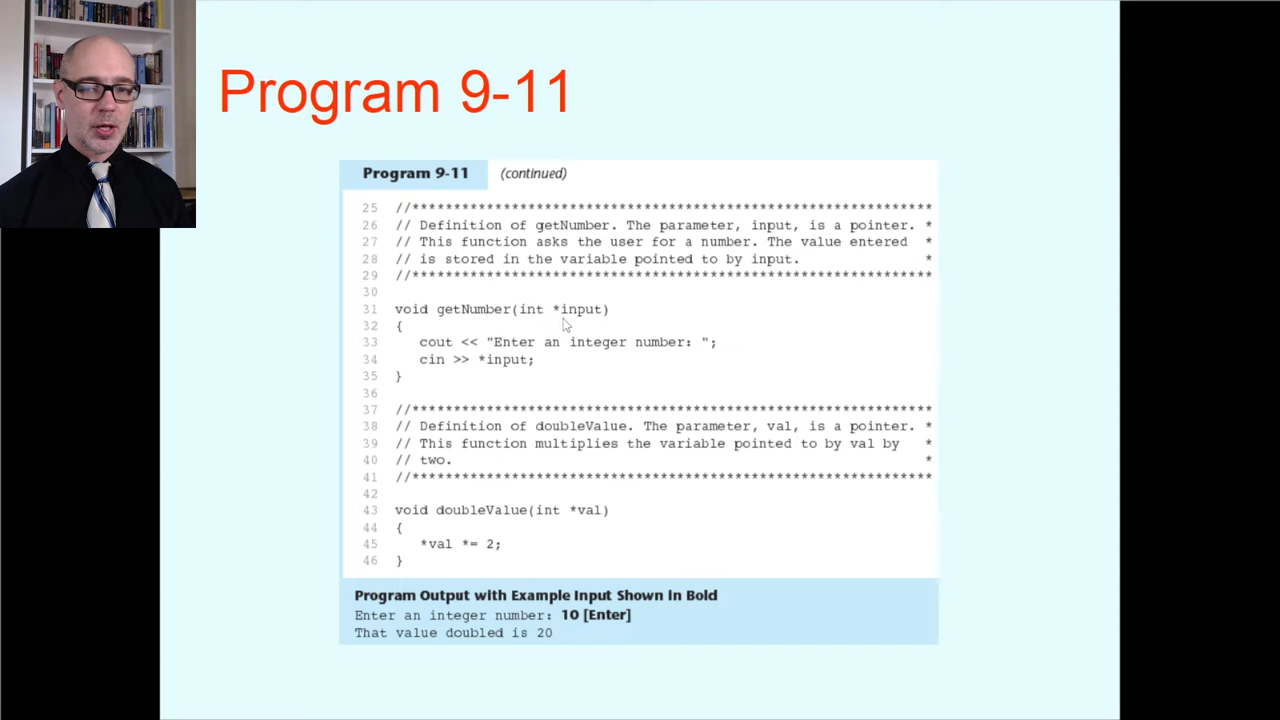 Program 9-11
Program 9-11 (continued)
25 //***************************************************************
26 // Definition of getNumber. The parameter, input, is a pointer. *
27 // This function asks the user for a number. The value entered *
28 // is stored in the variable pointed to by input. *
29 //***************************************************************
30
31 void getNumber(int *input)
32 {
33 cout << "Enter an integer number: ";
34 cin >> *input;
35 }
36
37 //***************************************************************
38 // Definition of doubleValue. The parameter, val, is a pointer. *
39 // This function multiplies the variable pointed to by val by *
40 // two. *
41 //***************************************************************
42
43 void doubleValue(int *val)
44 {
45 *val *= 2;
46 }
Program Output with Example Input Shown in Bold
Enter an integer number: 10 [Enter]
That value doubled is 20